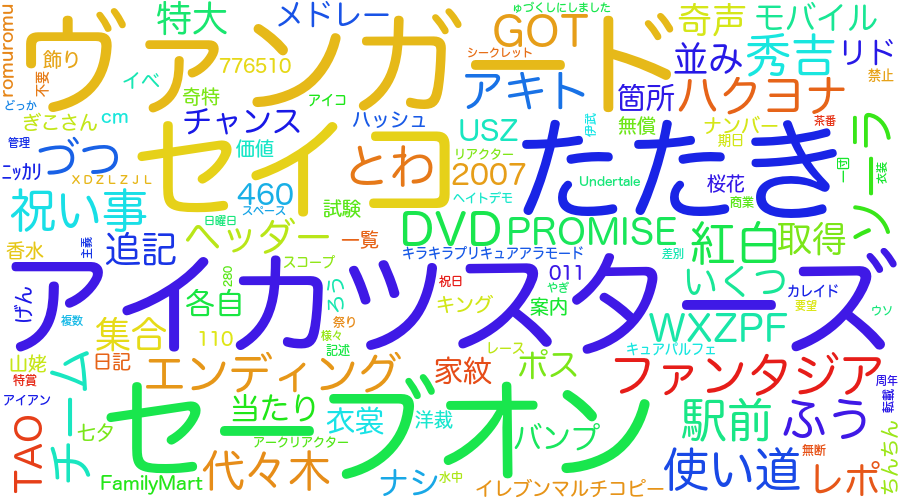 ゅづくしにしました
romuromu
特大
メドレー
GOT
奇声
モバイル
ヴァンガード
飾り
776510
シークレット
並み
秀吉
リド
不要
イベ
奇特
アイコ
アキト
箇所
ハクヨナ
禁止
どっか
ぎこさん
cm
チャンス
ハッシュ
USZ
伊武
無償
ナンバー
茶番
管理
セイコー
価値
とわ
リアクター
たたき
期日
ソーラー
ニッカリ
づつ
XDZLZJL
460
2007
Undertale
桜花
一団
衣装
祝い事
日曜日
スペース
試験
ヘイトデモ
商業
香水
主義
追記
ヘッダー
一覧
DVD
PROMISE
紅白
取得
キラキラプリキュアアラモード
差別
アイカツスターズ
280
スコープ
祝日
011
やぎ
いくつ
カレイド
げん
各自
ろう
キング
案内
要望
ウソ
複数
集合
110
祭り
様々
記述
レース
WXZPF
キュアパルフェ
山姥
日記
エンディング
家紋
ポス
ファンタジア
周年
特賞
チーム
アイアン
セーブオン
当たり
衣裳
洋裁
駅前
ふう
転載
TAO
七夕
アークリアクター
バンプ
無断
ちんちん
FamilyMart
代々木
ナシ
水中
イレブンマルチコピー
使い道
レポ